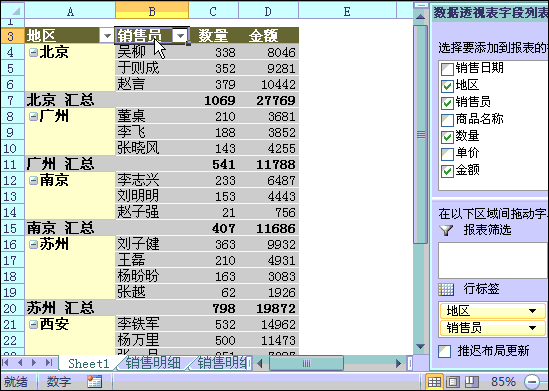 A B C D E
数据透视表字段列表
3 地区 销售员 数量 金额
4 北京 吴柳 338 8046
5 于则成 352 9281
6 赵言 379 10442
7 北京 汇总 1069 27769
8 广州 董桌 210 3681
9 李飞 188 3852
10 张晓风 143 4255
11 广州 汇总 541 11788
12 南京 李志兴 233 6487
13 刘明明 153 4443
14 赵子强 21 756
15 南京 汇总 407 11686
16 苏州 刘子健 363 9932
17 王磊 210 4931
18 杨昐昐 163 3083
19 张越 62 1926
20 苏州 汇总 798 19872
21 西安 李铁军 532 14962
22 杨万里 500 11473
选择要添加到报表的
销售日期
地区
销售员
商品名称
数量
单价
金额
在以下区域间拖动字
报表筛选
行标签
地区
销售员
推迟布局更新
Sheet1 销售明细 销售明细
就绪 数字 85%